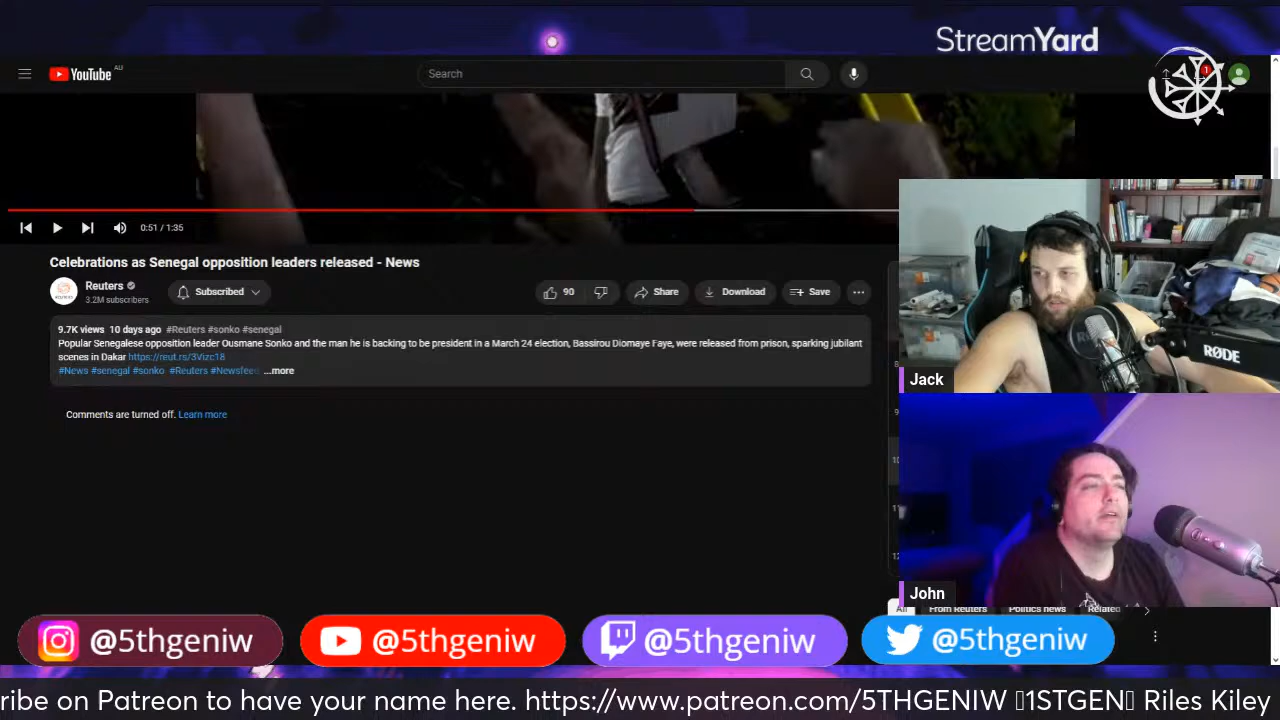 StreamYard
YouTube AU
Search
1
0:51 / 1:35
Celebrations as Senegal opposition leaders released - News
Reuters
3.2M subscribers
Subscribed
90
Share
Download
Save
9.7K views 10 days ago #Reuters #sonko #senegal
Popular Senegalese opposition leader Ousmane Sonko and the man he is backing to be president in a March 24 election, Bassirou Diomaye Faye, were released from prison, sparking jubilant
scenes in Dakar https://reut.rs/3Vizc18
#News #senegal #sonko #Reuters #Newsfeed ...more
Comments are turned off. Learn more
RØDE
Jack
John
All From Reuters Politics news Related
@5thgeniw @5thgeniw @5thgeniw @5thgeniw
ribe on Patreon to have your name here. https://www.patreon.com/5THGENIW 1STGEN Riles Kiley